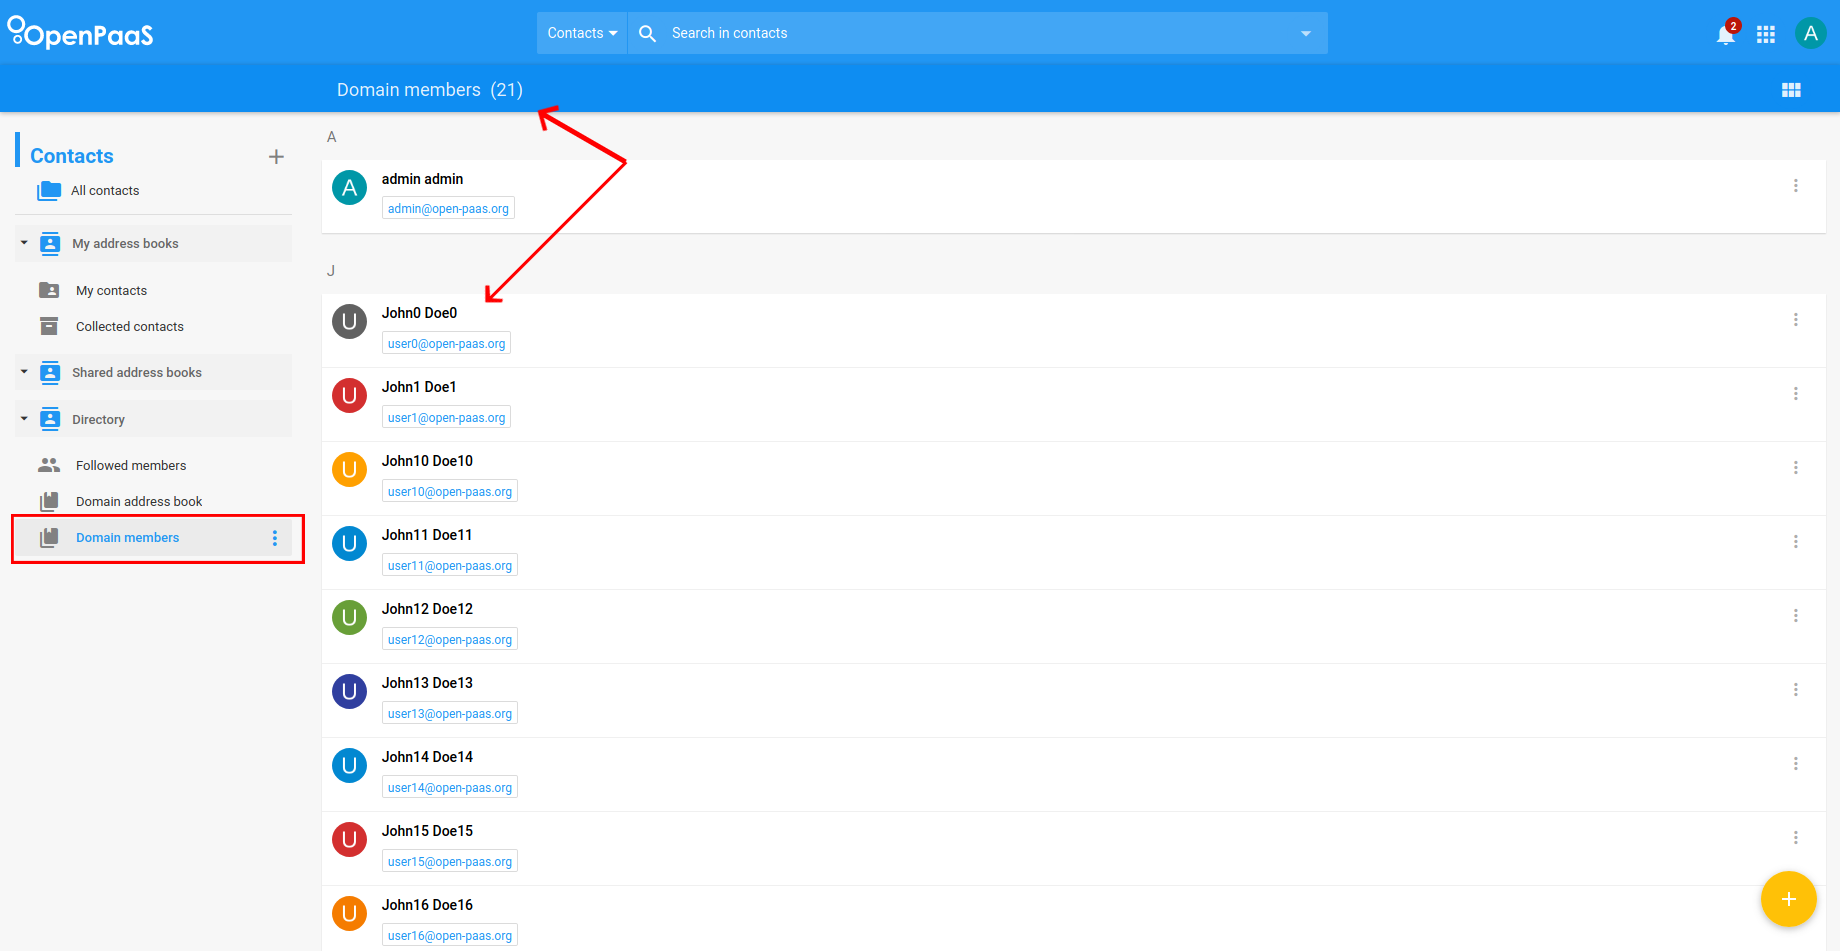 OpenPaaS
Contacts
Search in contacts
2
A
Domain members (21)
Contacts
All contacts
My address books
My contacts
Collected contacts
Shared address books
Directory
Followed members
Domain address book
Domain members
A
A
admin admin
admin@open-paas.org
J
U
John0 Doe0
user0@open-paas.org
U
John1 Doe1
user1@open-paas.org
U
John10 Doe10
user10@open-paas.org
U
John11 Doe11
user11@open-paas.org
U
John12 Doe12
user12@open-paas.org
U
John13 Doe13
user13@open-paas.org
U
John14 Doe14
user14@open-paas.org
U
John15 Doe15
user15@open-paas.org
U
John16 Doe16
user16@open-paas.org